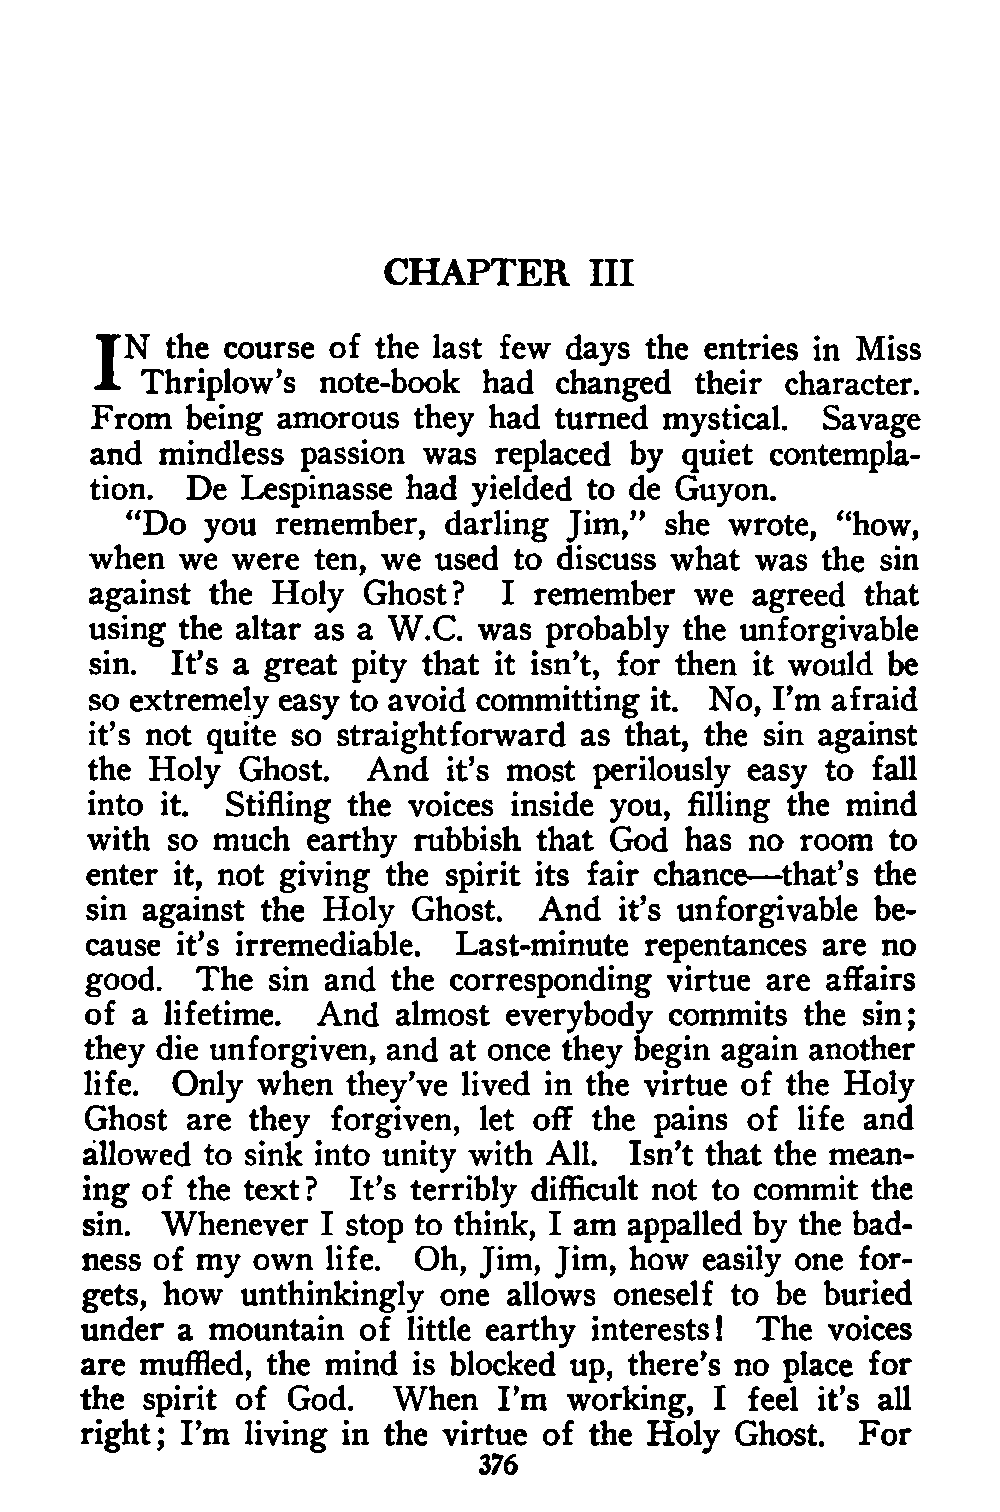 CHAPTER III
IN the course of the last few days the entries in Miss
Thriplow's note-book had changed their character.
From being amorous they had turned mystical. Savage
and mindless passion was replaced by quiet contempla-
tion. De Lespinasse had yielded to de Guyon.
"Do you remember, darling Jim," she wrote, "how,
when we were ten, we used to discuss what was the sin
against the Holy Ghost? I remember we agreed that
using the altar as a W.C. was probably the unforgivable
sin. It's a great pity that it isn't, for then it would be
so extremely easy to avoid committing it. No, I'm afraid
it's not quite so straightforward as that, the sin against
the Holy Ghost. And it's most perilously easy to fall
into it. Stifling the voices inside you, filling the mind
with so much earthy rubbish that God has no room to
enter it, not giving the spirit its fair chance—that's the
sin against the Holy Ghost. And it's unforgivable be-
cause it's irremediable. Last-minute repentances are no
good. The sin and the corresponding virtue are affairs
of a lifetime. And almost everybody commits the sin;
they die unforgiven, and at once they begin again another
life. Only when they've lived in the virtue of the Holy
Ghost are they forgiven, let off the pains of life and
allowed to sink into unity with All. Isn't that the mean-
ing of the text? It's terribly difficult not to commit the
sin. Whenever I stop to think, I am appalled by the bad-
ness of my own life. Oh, Jim, Jim, how easily one for-
gets, how unthinkingly one allows oneself to be buried
under a mountain of little earthy interests! The voices
are muffled, the mind is blocked up, there's no place for
the spirit of God. When I'm working, I feel it's all
right; I'm living in the virtue of the Holy Ghost. For
376